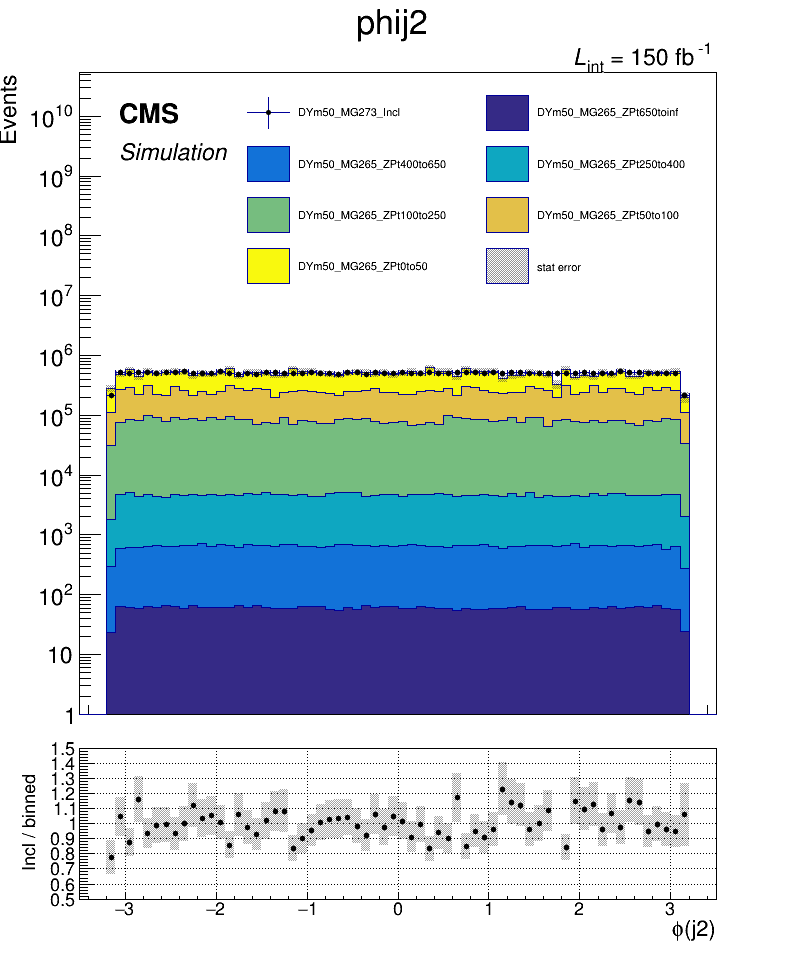 phij2
L_int = 150 fb^-1
Events
CMS
Simulation
DYm50_MG273_Incl
DYm50_MG265_ZPt650toinf
DYm50_MG265_ZPt400to650
DYm50_MG265_ZPt250to400
DYm50_MG265_ZPt100to250
DYm50_MG265_ZPt50to100
DYm50_MG265_ZPt0to50
stat error
10^10
10^9
10^8
10^7
10^6
10^5
10^4
10^3
10^2
10
1
Incl / binned
1.5
1.4
1.3
1.2
1.1
1
0.9
0.8
0.7
0.6
0.5
−3 −2 −1 0 1 2 3
ϕ(j2)